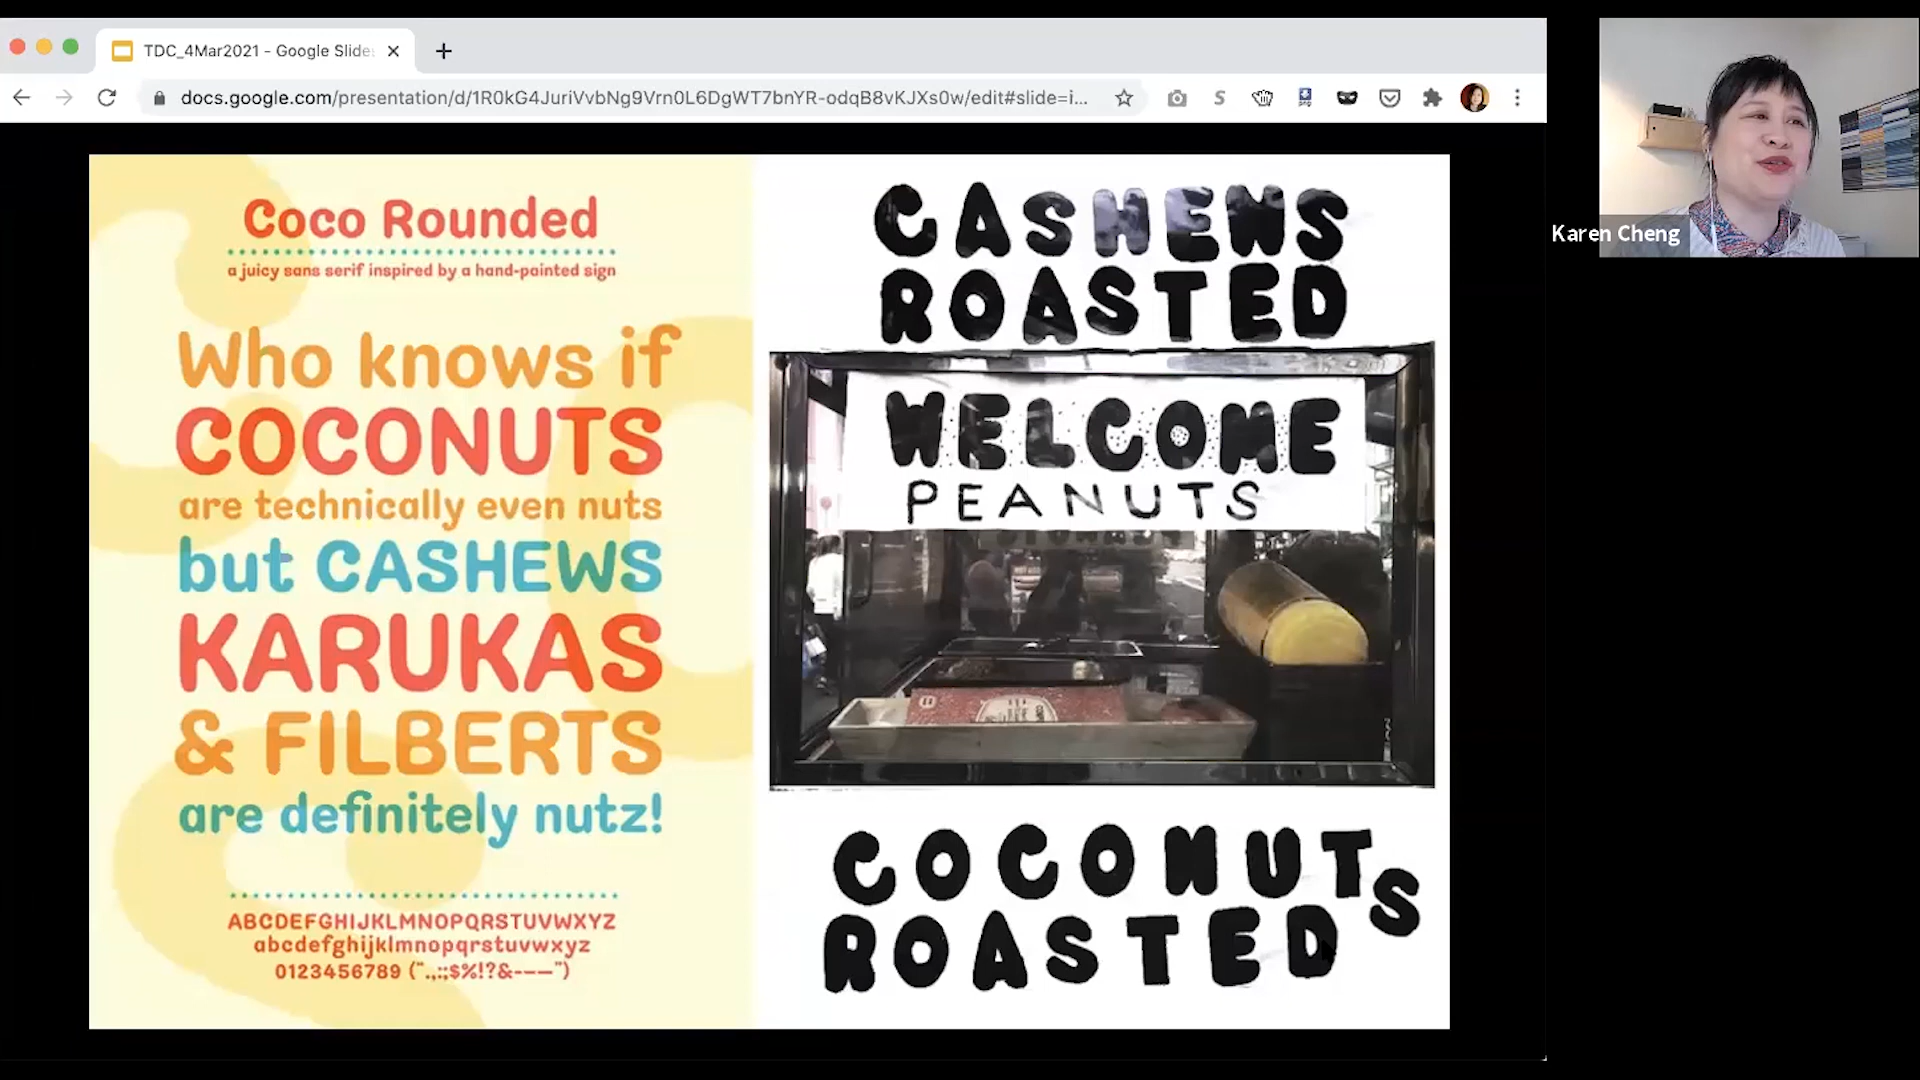 TDC_4Mar2021 - Google Slide
docs.google.com/presentation/d/1R0kG4JuriVvbNg9Vrn0L6DgWT7bnYR-odqB8vKJXs0w/edit#slide=i...
Coco Rounded
a juicy sans serif inspired by a hand-painted sign
Who knows if
COCONUTS
are technically even nuts
but CASHEWS
KARUKAS
& FILBERTS
are definitely nutz!
ABCDEFGHIJKLMNOPQRSTUVWXYZ
abcdefghijklmnopqrstuvwxyz
0123456789 (".,:;$%!?&-–—")
CASHEWS
ROASTED
WELCOME
PEANUTS
COCONUTS
ROASTED
Karen Cheng